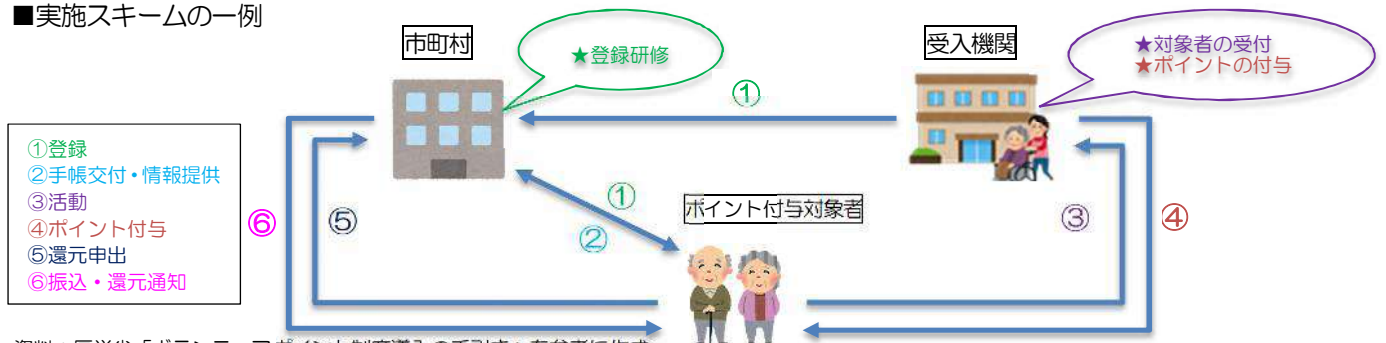 ■実施スキームの一例
市町村
★登録研修
受入機関
★対象者の受付
★ポイントの付与
①
①登録
②手帳交付・情報提供
③活動
④ポイント付与
⑤還元申出
⑥振込・還元通知
⑥
⑤
①
②
ポイント付与対象者
③
④